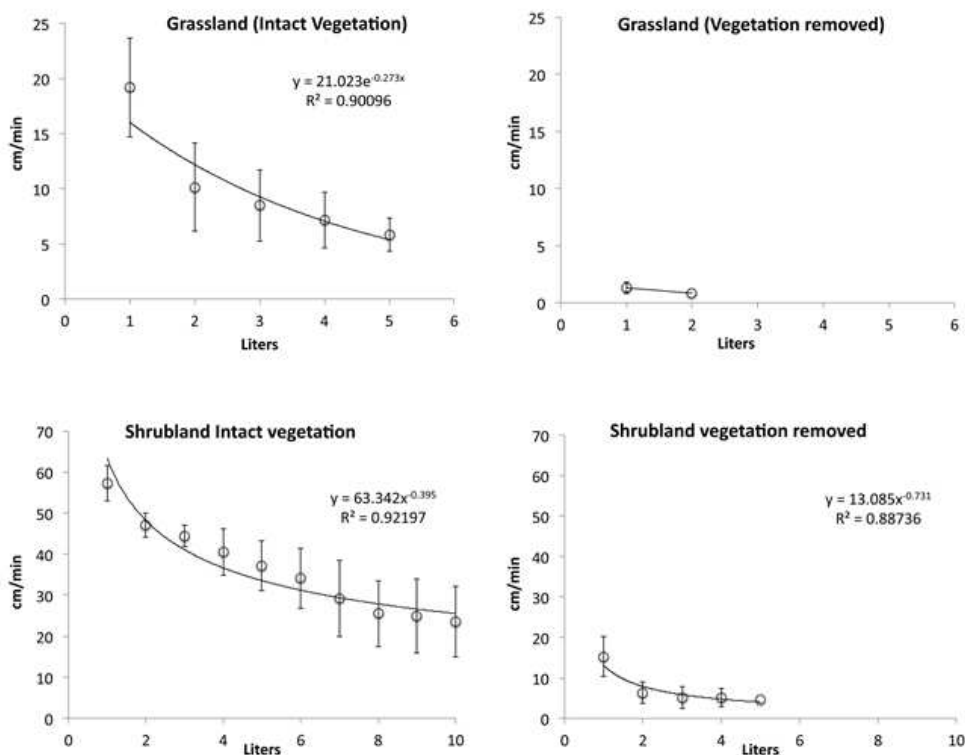 Grassland (Intact Vegetation)
25
20
15
10
5
0
cm/min
y = 21.023e^-0.273x
R² = 0.90096
0 1 2 3 4 5 6
Liters
Grassland (Vegetation removed)
25
20
15
10
5
0
cm/min
0 1 2 3 4 5 6
Liters
Shrubland Intact vegetation
70
60
50
40
30
20
10
0
cm/min
y = 63.342x^-0.395
R² = 0.92197
0 2 4 6 8 10
Liters
Shrubland vegetation removed
70
60
50
40
30
20
10
0
cm/min
y = 13.085x^-0.731
R² = 0.88736
0 2 4 6 8 10
Liters